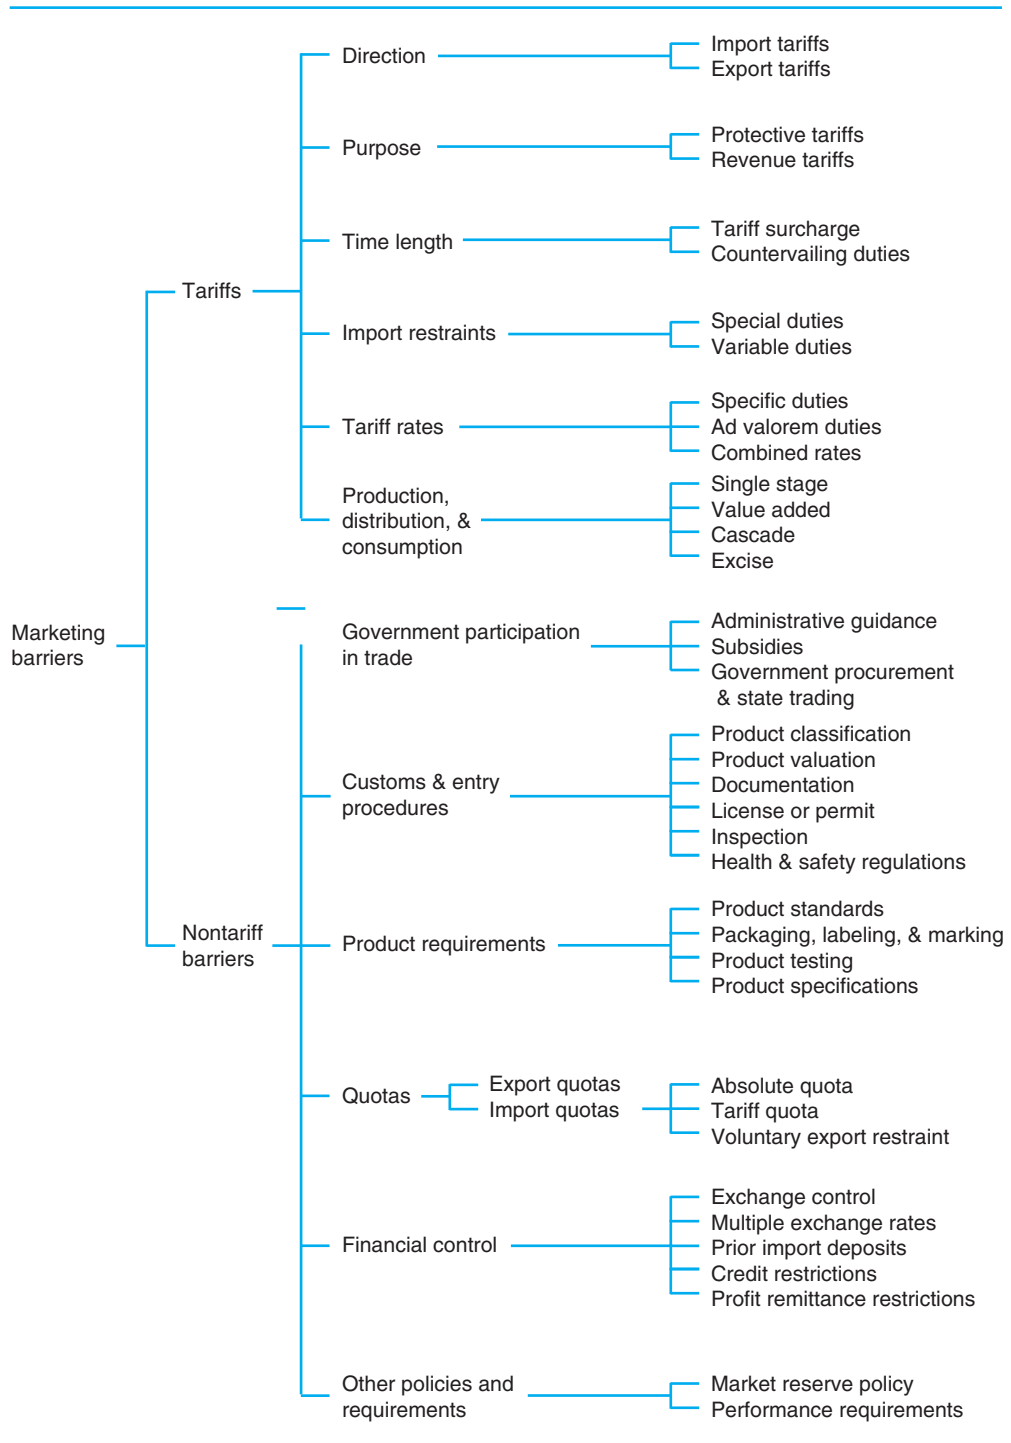 Direction
Import tariffs
Export tariffs
Purpose
Protective tariffs
Revenue tariffs
Time length
Tariff surcharge
Countervailing duties
Tariffs
Import restraints
Special duties
Variable duties
Tariff rates
Specific duties
Ad valorem duties
Combined rates
Production,
distribution, &
consumption
Single stage
Value added
Cascade
Excise
Marketing
barriers
Government participation
in trade
Administrative guidance
Subsidies
Government procurement
& state trading
Customs & entry
procedures
Product classification
Product valuation
Documentation
License or permit
Inspection
Health & safety regulations
Nontariff
barriers
Product requirements
Product standards
Packaging, labeling, & marking
Product testing
Product specifications
Quotas
Export quotas
Import quotas
Absolute quota
Tariff quota
Voluntary export restraint
Financial control
Exchange control
Multiple exchange rates
Prior import deposits
Credit restrictions
Profit remittance restrictions
Other policies and
requirements
Market reserve policy
Performance requirements